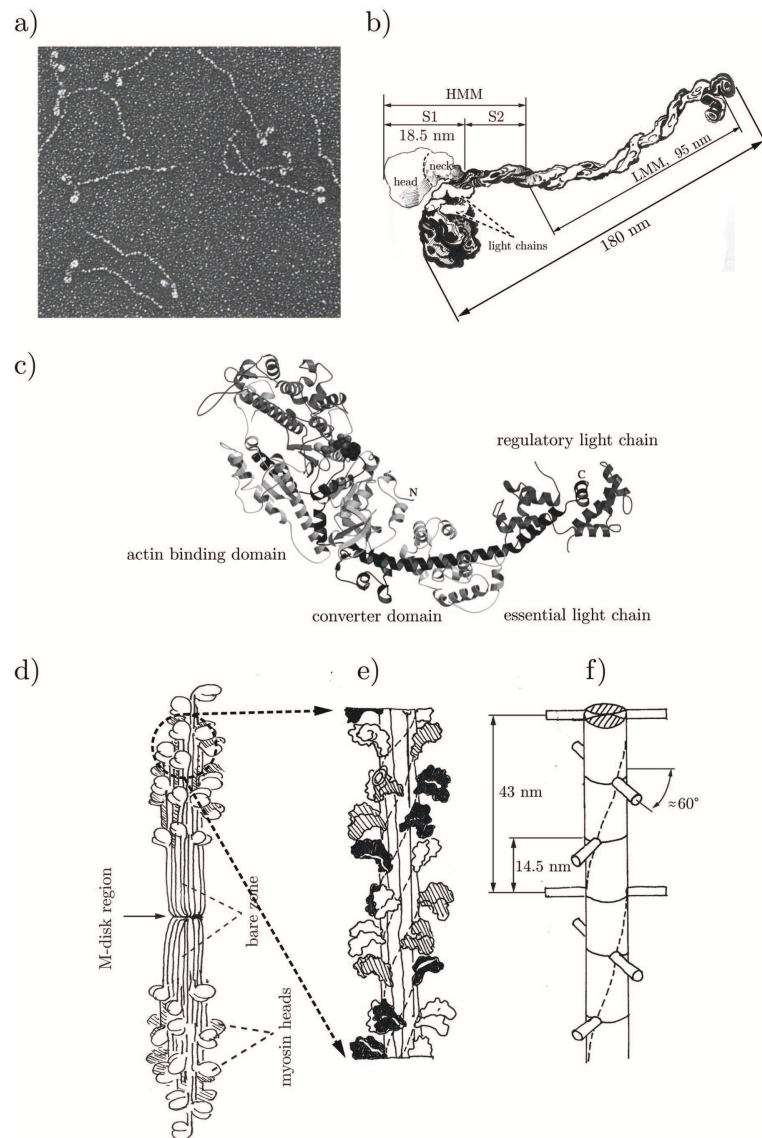 a)
b)
HMM
S1
S2
18.5 nm
neck
head
light chains
LMM, 95 nm
180 nm
c)
regulatory light chain
C
N
actin binding domain
converter domain
essential light chain
d)
e)
f)
M-disk region
bare zone
myosin heads
43 nm
14.5 nm
≈60°